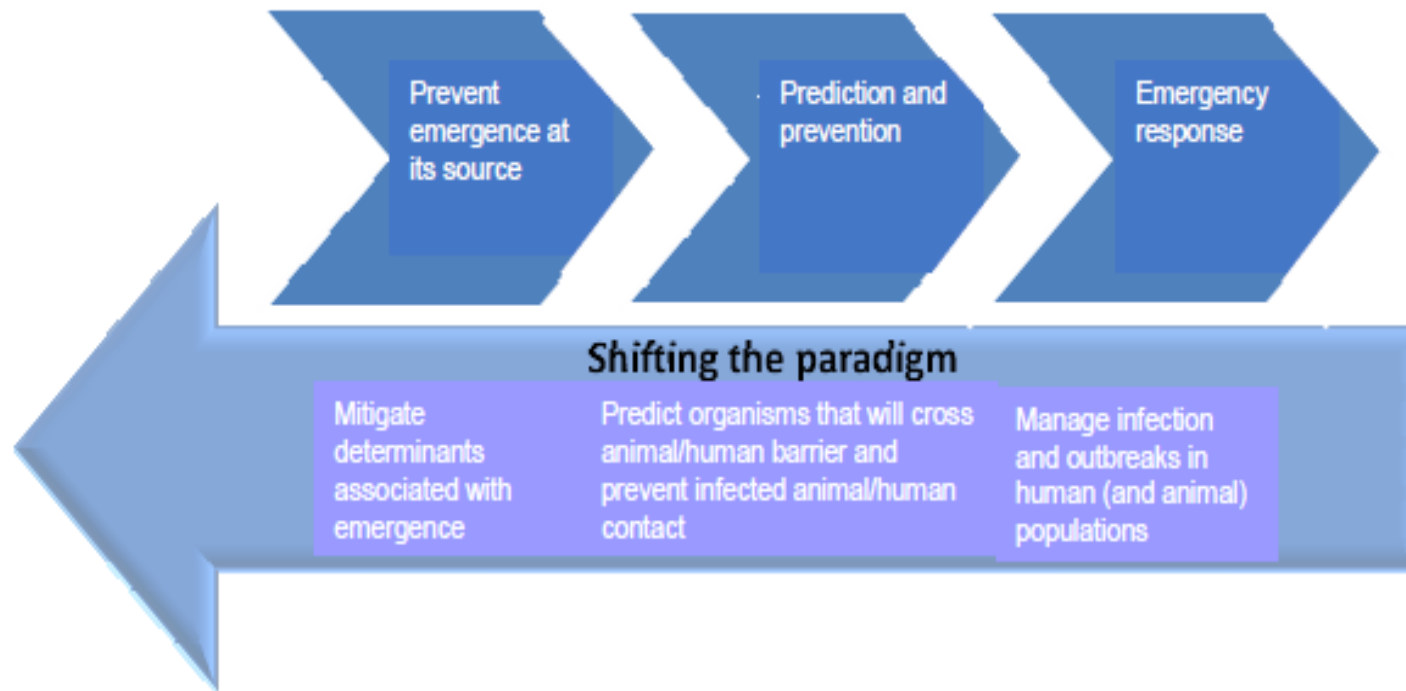 Prevent
emergence at
its source
Prediction and
prevention
Emergency
response
Shifting the paradigm
Mitigate
determinants
associated with
emergence
Predict organisms that will cross
animal/human barrier and
prevent infected animal/human
contact
Manage infection
and outbreaks in
human (and animal)
populations